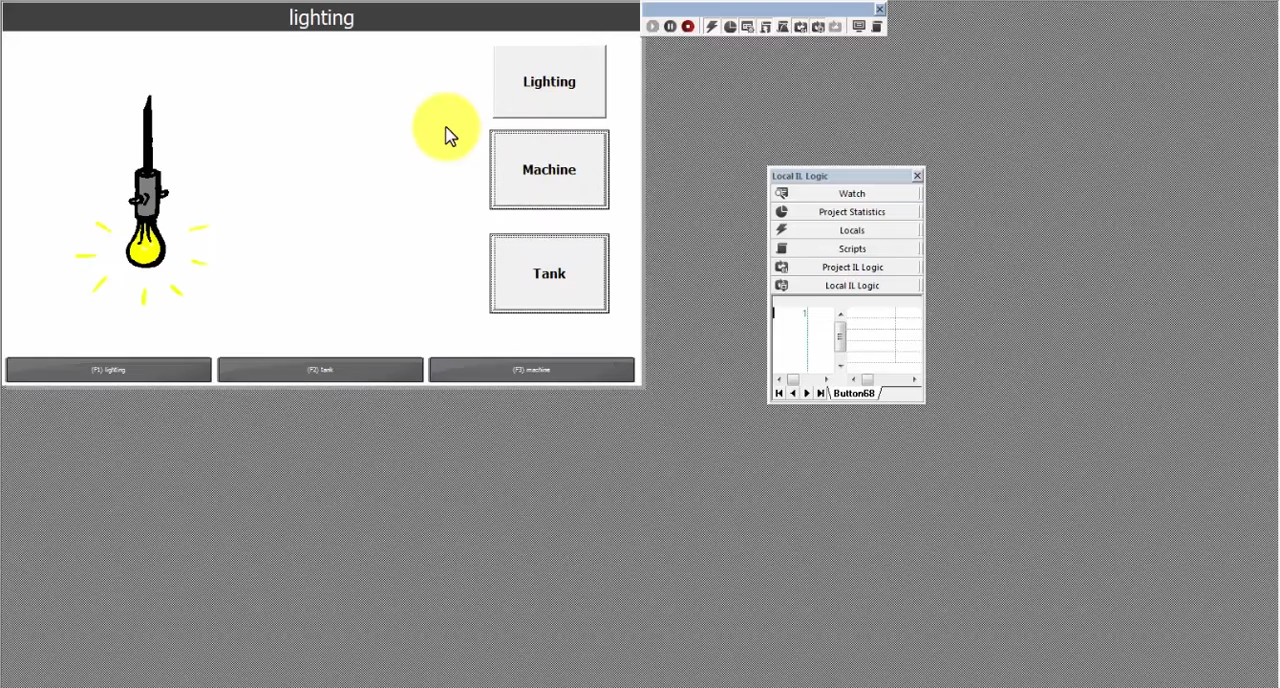 lighting
Lighting
Machine
Tank
(F1) lighting
(F2) tank
(F3) machine
Local IL Logic
Watch
Project Statistics
Locals
Scripts
Project IL Logic
Local IL Logic
1
Button68